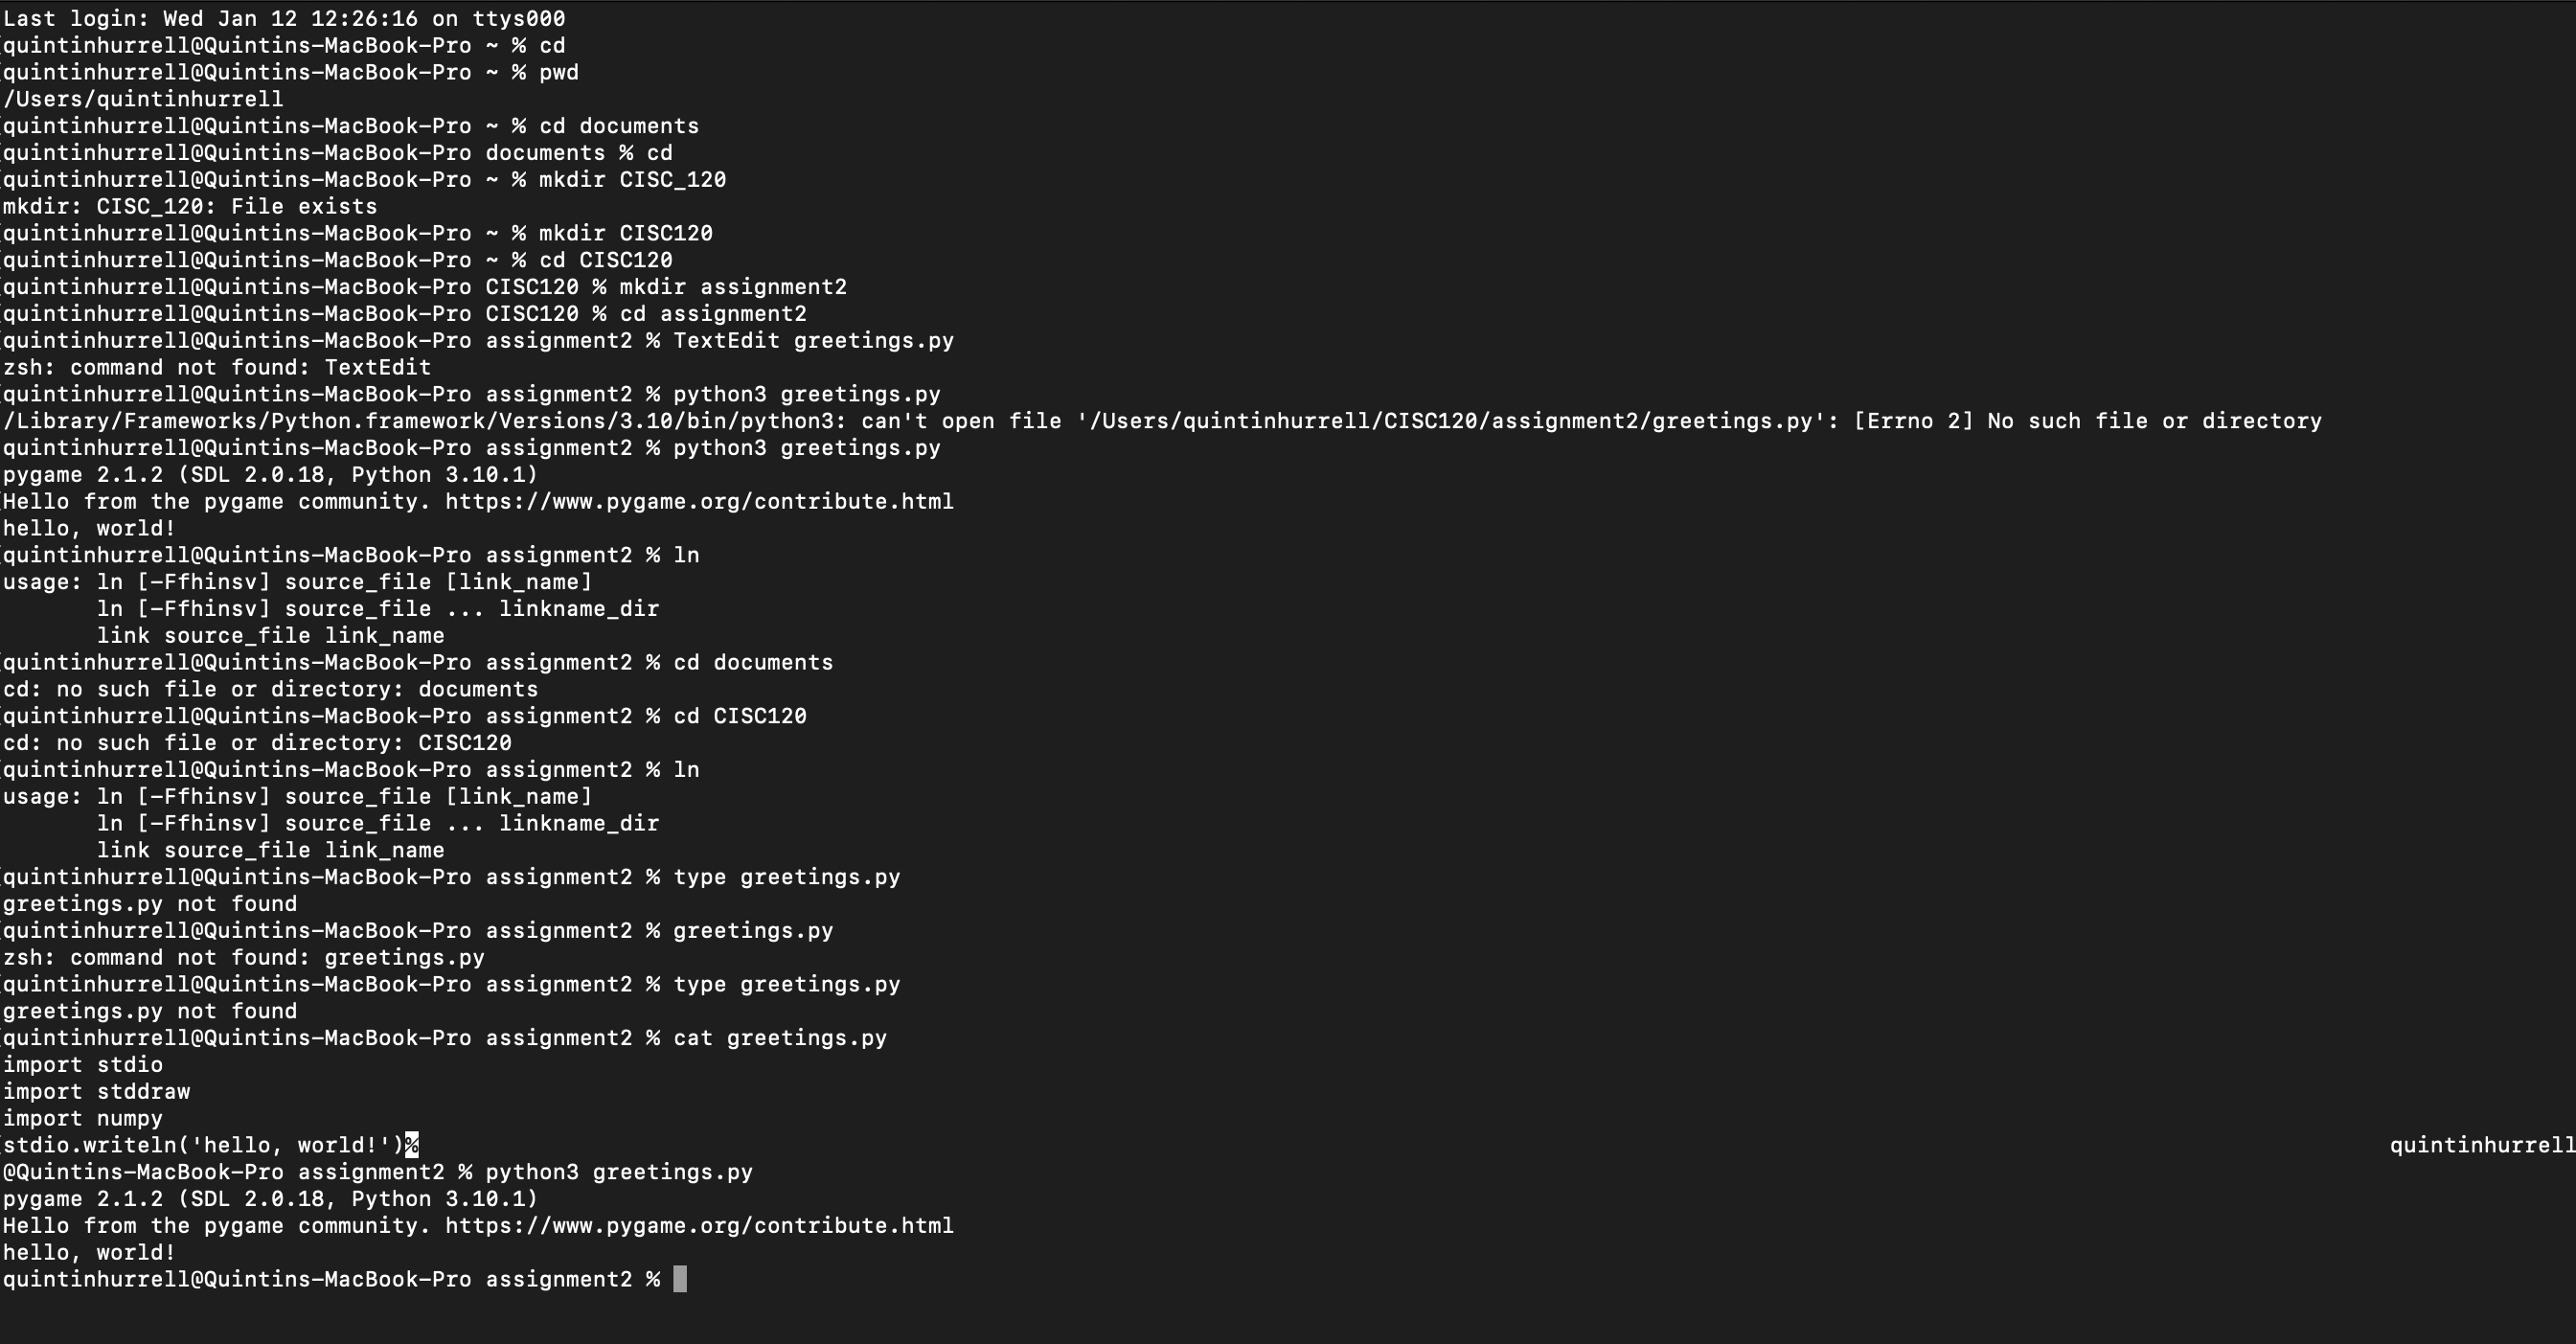 Last login: Wed Jan 12 12:26:16 on ttys000
quintinhurrell@Quintins-MacBook-Pro ~ % cd
quintinhurrell@Quintins-MacBook-Pro ~ % pwd
/Users/quintinhurrell
quintinhurrell@Quintins-MacBook-Pro ~ % cd documents
quintinhurrell@Quintins-MacBook-Pro documents % cd
quintinhurrell@Quintins-MacBook-Pro ~ % mkdir CISC_120
mkdir: CISC_120: File exists
quintinhurrell@Quintins-MacBook-Pro ~ % mkdir CISC120
quintinhurrell@Quintins-MacBook-Pro ~ % cd CISC120
quintinhurrell@Quintins-MacBook-Pro CISC120 % mkdir assignment2
quintinhurrell@Quintins-MacBook-Pro CISC120 % cd assignment2
quintinhurrell@Quintins-MacBook-Pro assignment2 % TextEdit greetings.py
zsh: command not found: TextEdit
quintinhurrell@Quintins-MacBook-Pro assignment2 % python3 greetings.py
/Library/Frameworks/Python.framework/Versions/3.10/bin/python3: can't open file '/Users/quintinhurrell/CISC120/assignment2/greetings.py': [Errno 2] No such file or directory
quintinhurrell@Quintins-MacBook-Pro assignment2 % python3 greetings.py
pygame 2.1.2 (SDL 2.0.18, Python 3.10.1)
Hello from the pygame community. https://www.pygame.org/contribute.html
hello, world!
quintinhurrell@Quintins-MacBook-Pro assignment2 % ln
usage: ln [-Ffhinsv] source_file [link_name]
       ln [-Ffhinsv] source_file ... linkname_dir
       link source_file link_name
quintinhurrell@Quintins-MacBook-Pro assignment2 % cd documents
cd: no such file or directory: documents
quintinhurrell@Quintins-MacBook-Pro assignment2 % cd CISC120
cd: no such file or directory: CISC120
quintinhurrell@Quintins-MacBook-Pro assignment2 % ln
usage: ln [-Ffhinsv] source_file [link_name]
       ln [-Ffhinsv] source_file ... linkname_dir
       link source_file link_name
quintinhurrell@Quintins-MacBook-Pro assignment2 % type greetings.py
greetings.py not found
quintinhurrell@Quintins-MacBook-Pro assignment2 % greetings.py
zsh: command not found: greetings.py
quintinhurrell@Quintins-MacBook-Pro assignment2 % type greetings.py
greetings.py not found
quintinhurrell@Quintins-MacBook-Pro assignment2 % cat greetings.py
import stdio
import stddraw
import numpy
stdio.writeln('hello, world!')% quintinhurrell
@Quintins-MacBook-Pro assignment2 % python3 greetings.py
pygame 2.1.2 (SDL 2.0.18, Python 3.10.1)
Hello from the pygame community. https://www.pygame.org/contribute.html
hello, world!
quintinhurrell@Quintins-MacBook-Pro assignment2 %